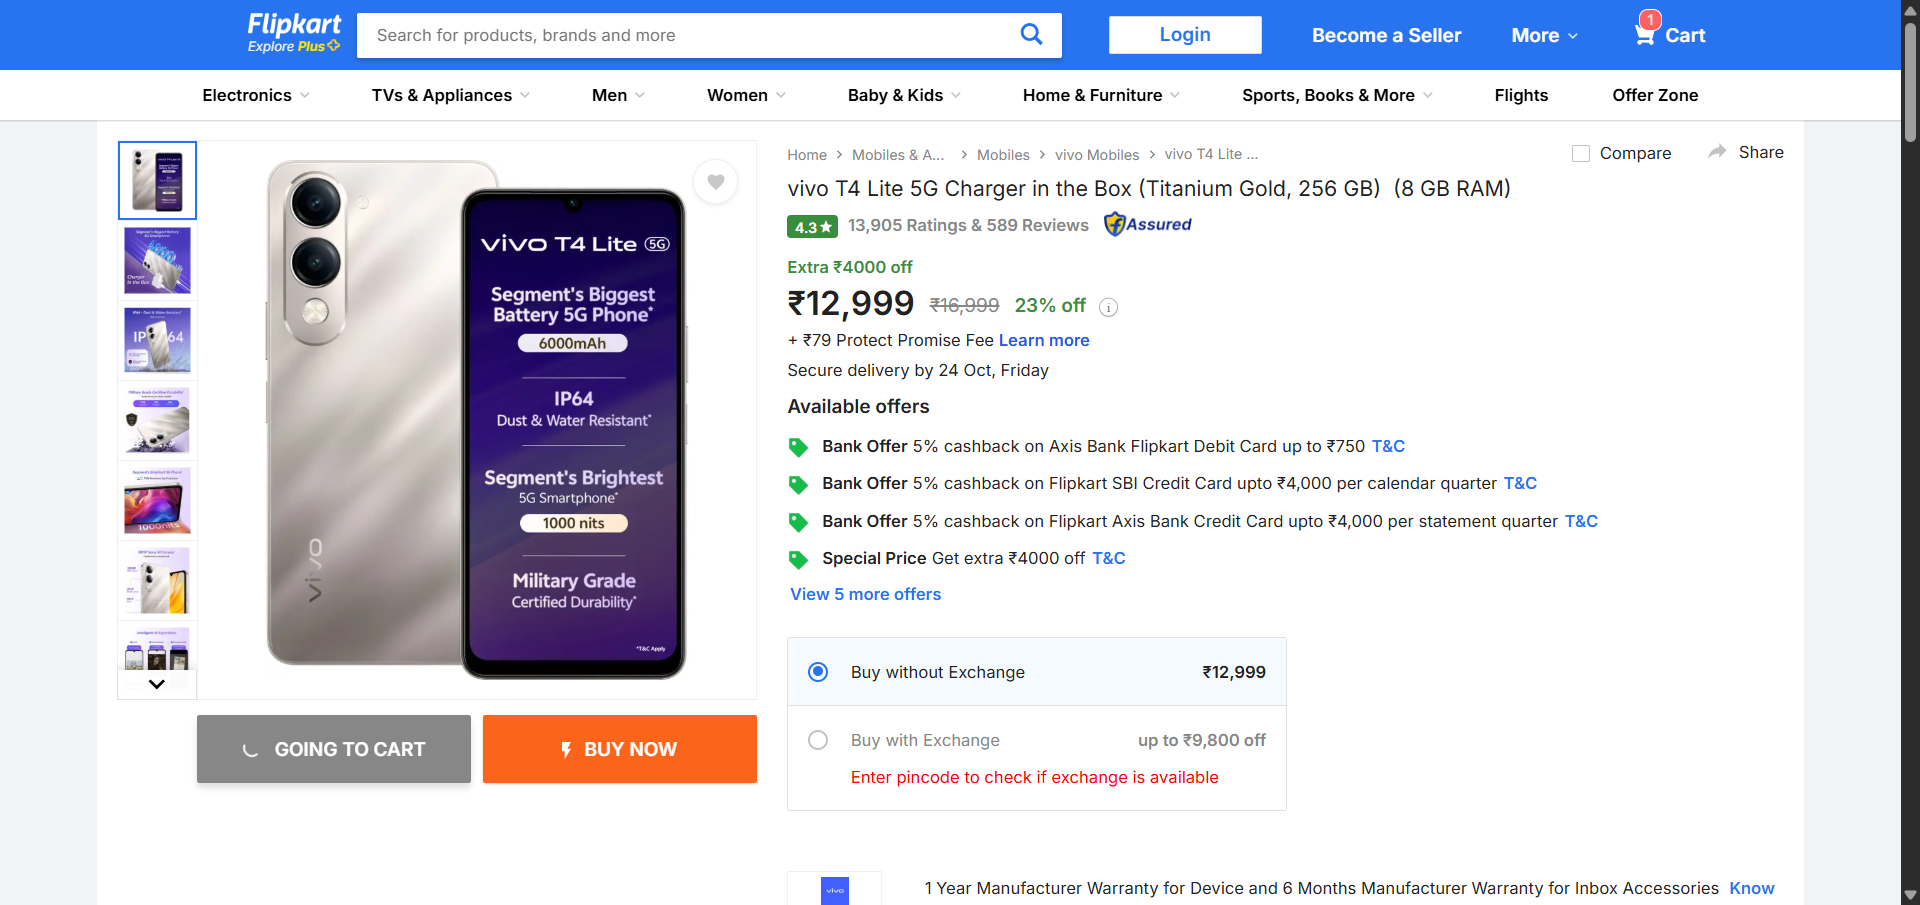 Flipkart
Explore Plus
Search for products, brands and more
Login
Become a Seller
More
1
Cart
Electronics
TVs & Appliances
Men
Women
Baby & Kids
Home & Furniture
Sports, Books & More
Flights
Offer Zone
Home
Mobiles & A...
Mobiles
vivo Mobiles
vivo T4 Lite ...
Compare
Share
vivo T4 Lite 5G Charger in the Box (Titanium Gold, 256 GB) (8 GB RAM)
4.3
13,905 Ratings & 589 Reviews
Assured
Extra ₹4000 off
₹12,999 ₹16,999 23% off
+ ₹79 Protect Promise Fee Learn more
Secure delivery by 24 Oct, Friday
Available offers
Bank Offer 5% cashback on Axis Bank Flipkart Debit Card up to ₹750 T&C
Bank Offer 5% cashback on Flipkart SBI Credit Card upto ₹4,000 per calendar quarter T&C
Bank Offer 5% cashback on Flipkart Axis Bank Credit Card upto ₹4,000 per statement quarter T&C
Special Price Get extra ₹4000 off T&C
View 5 more offers
Buy without Exchange ₹12,999
Buy with Exchange up to ₹9,800 off
Enter pincode to check if exchange is available
vivo
1 Year Manufacturer Warranty for Device and 6 Months Manufacturer Warranty for Inbox Accessories Know
vivo T4 Lite 5G
Segment's Biggest
Battery 5G Phone*
6000mAh
IP64
Dust & Water Resistant*
Segment's Brightest
5G Smartphone*
1000 nits
Military Grade
Certified Durability*
*T&C Apply
vivo
IP 64
1000nits
GOING TO CART
BUY NOW